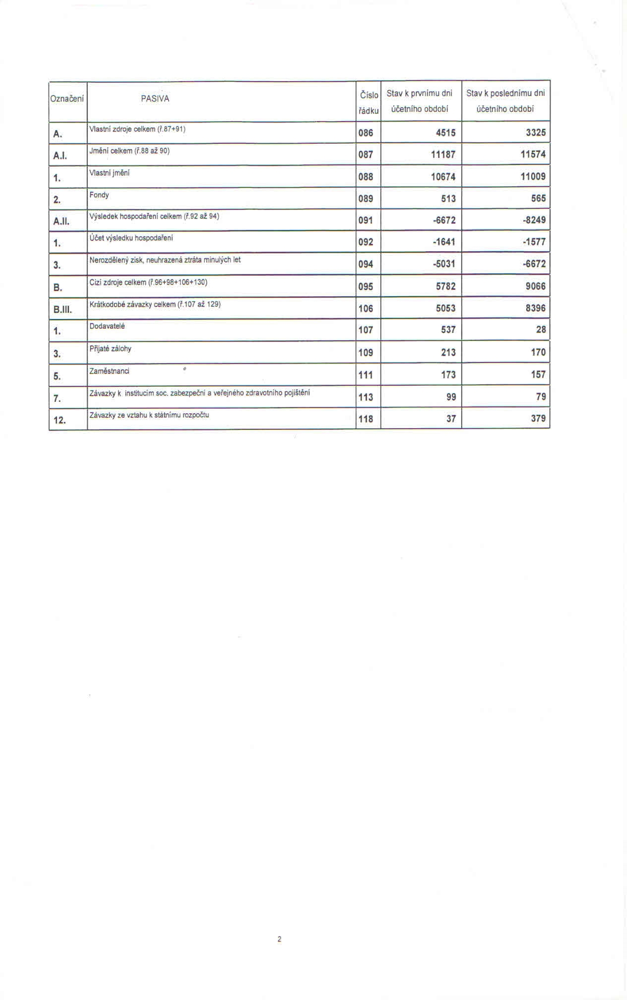 Označení PASIVA Číslo řádku Stav k prvnímu dni účetního období Stav k poslednímu dni účetního období
A. Vlastní zdroje celkem (ř.87+91) 086 4515 3325
A.I. Jmění celkem (ř.88 až 90) 087 11187 11574
1. Vlastní jmění 088 10674 11009
2. Fondy 089 513 565
A.II. Výsledek hospodaření celkem (ř.92 až 94) 091 -6672 -8249
1. Účet výsledku hospodaření 092 -1641 -1577
3. Nerozdělený zisk, neuhrazená ztráta minulých let 094 -5031 -6672
B. Cizí zdroje celkem (ř.96+98+106+130) 095 5782 9066
B.III. Krátkodobé závazky celkem (ř.107 až 129) 106 5053 8396
1. Dodavatelé 107 537 28
3. Přijaté zálohy 109 213 170
5. Zaměstnanci 111 173 157
7. Závazky k institucím soc. zabezpeční a veřejného zdravotního pojištění 113 99 79
12. Závazky ze vztahu k státnímu rozpočtu 118 37 379
2